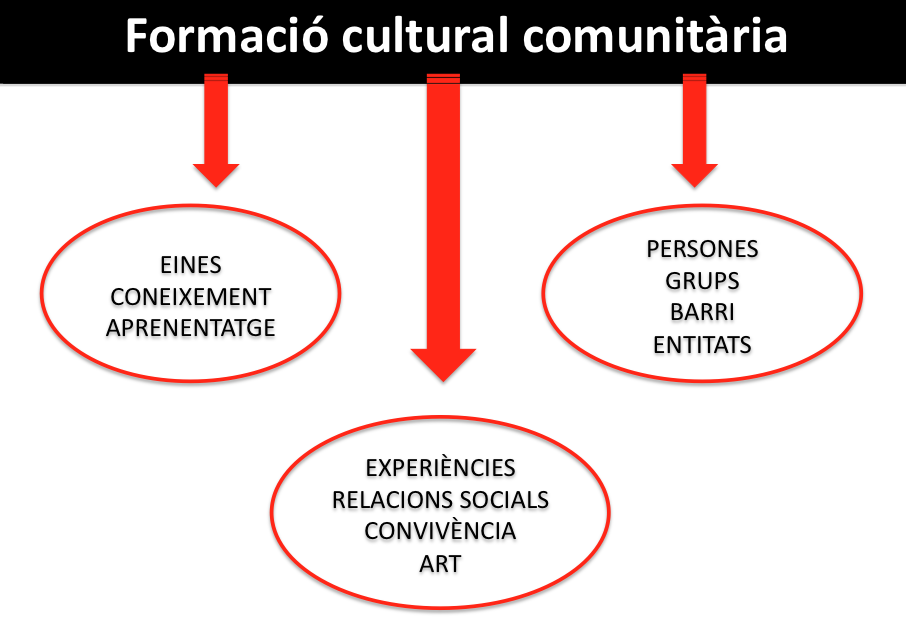 Formació cultural comunitària
EINES
CONEIXEMENT
APRENENTATGE
PERSONES
GRUPS
BARRI
ENTITATS
EXPERIÈNCIES
RELACIONS SOCIALS
CONVIVÈNCIA
ART